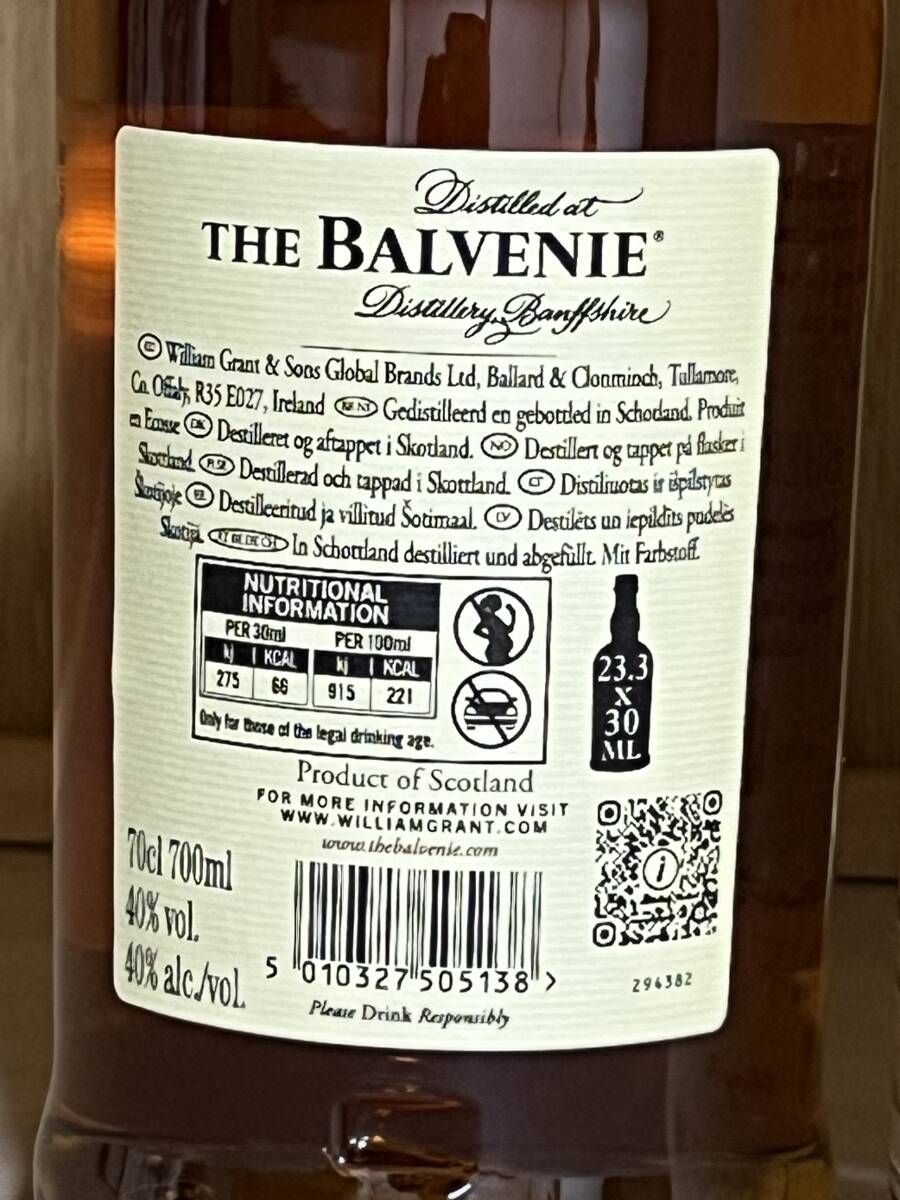 Distilled at
THE BALVENIE®
Distillery, Banffshire
William Grant & Sons Global Brands Ltd, Ballard & Clonminch, Tullamore,
Co. Offaly, R35 E027, Ireland BE NT Gedistilleerd en gebotteld in Schotland. Produit
en Ecosse DK Destilleret og aftappet i Skotland. NO Destillert og tappet på flasker i
Skottland Destillerad och tappad i Skottland. Distiliuotas ir išpilstytas
Škotijoje Destilleeritud ja villitud Šotimaal. LV Destilēts un iepildīts pudelēs
Skotijā In Schottland destilliert und abgefüllt. Mit Farbstoff.
NUTRITIONAL
INFORMATION
PER 30ml PER 100ml
kj KCAL kj KCAL
275 66 915 221
Only for those of the legal drinking age.
23.3
X
30
ML
Product of Scotland
FOR MORE INFORMATION VISIT
WWW.WILLIAMGRANT.COM
www.thebalvenie.com
70cl 700ml
40% vol.
40% alc./vol.
5 010327 505138 >
i
294382
Please Drink Responsibly